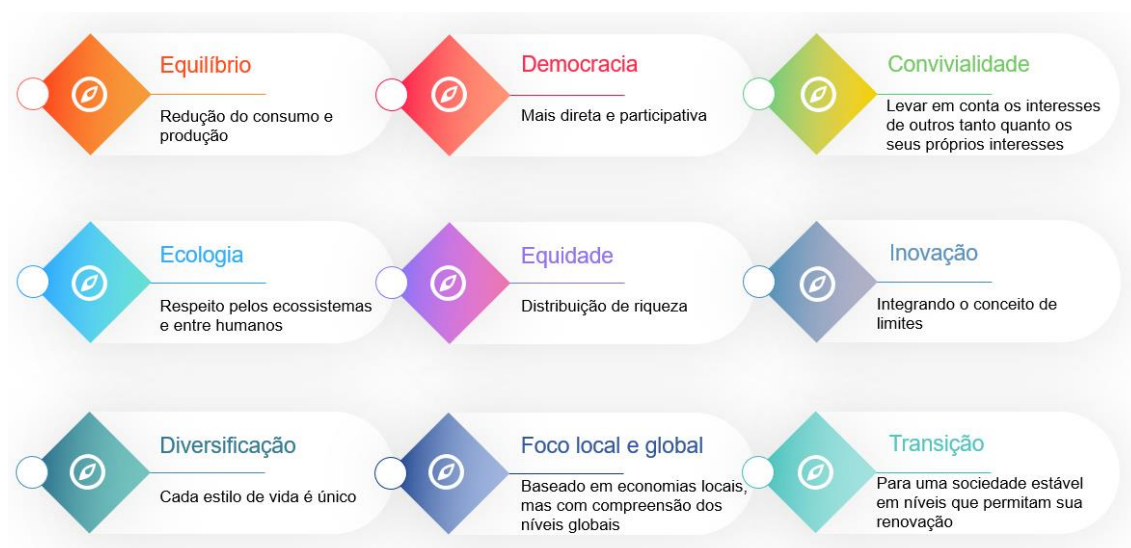 Equilíbrio
Redução do consumo e
produção
Democracia
Mais direta e participativa
Convivialidade
Levar em conta os interesses
de outros tanto quanto os
seus próprios interesses
Ecologia
Respeito pelos ecossistemas
e entre humanos
Equidade
Distribuição de riqueza
Inovação
Integrando o conceito de
limites
Diversificação
Cada estilo de vida é único
Foco local e global
Baseado em economias locais,
mas com compreensão dos
níveis globais
Transição
Para uma sociedade estável
em níveis que permitam sua
renovação